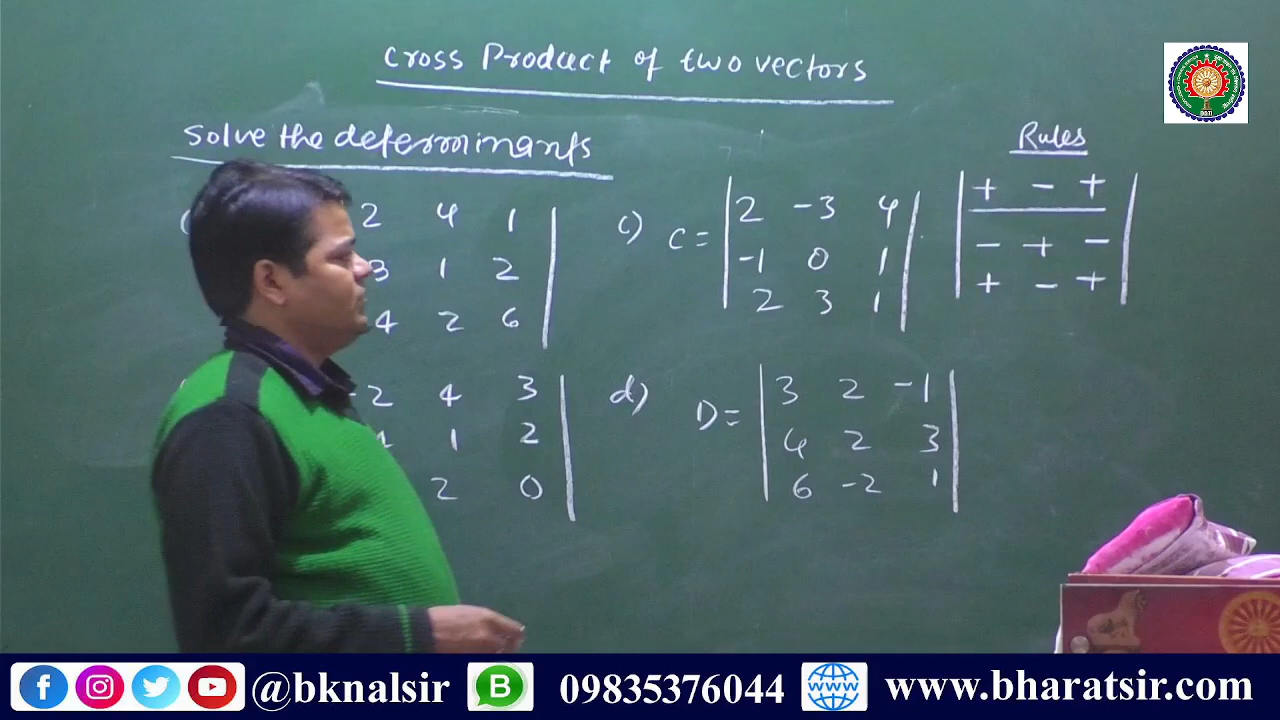 Cross Product of two vectors
Solve the determinants
2 4 1
3 1 2
4 2 6
-2 4 3
1 2
2 0
c) C = | 2 -3 4 |
-1 0 1
2 3 1
d) D = | 3 2 -1 |
4 2 3
6 -2 1
Rules
+ - +
- + -
+ - +
@bknalsir 09835376044 www.bharatsir.com